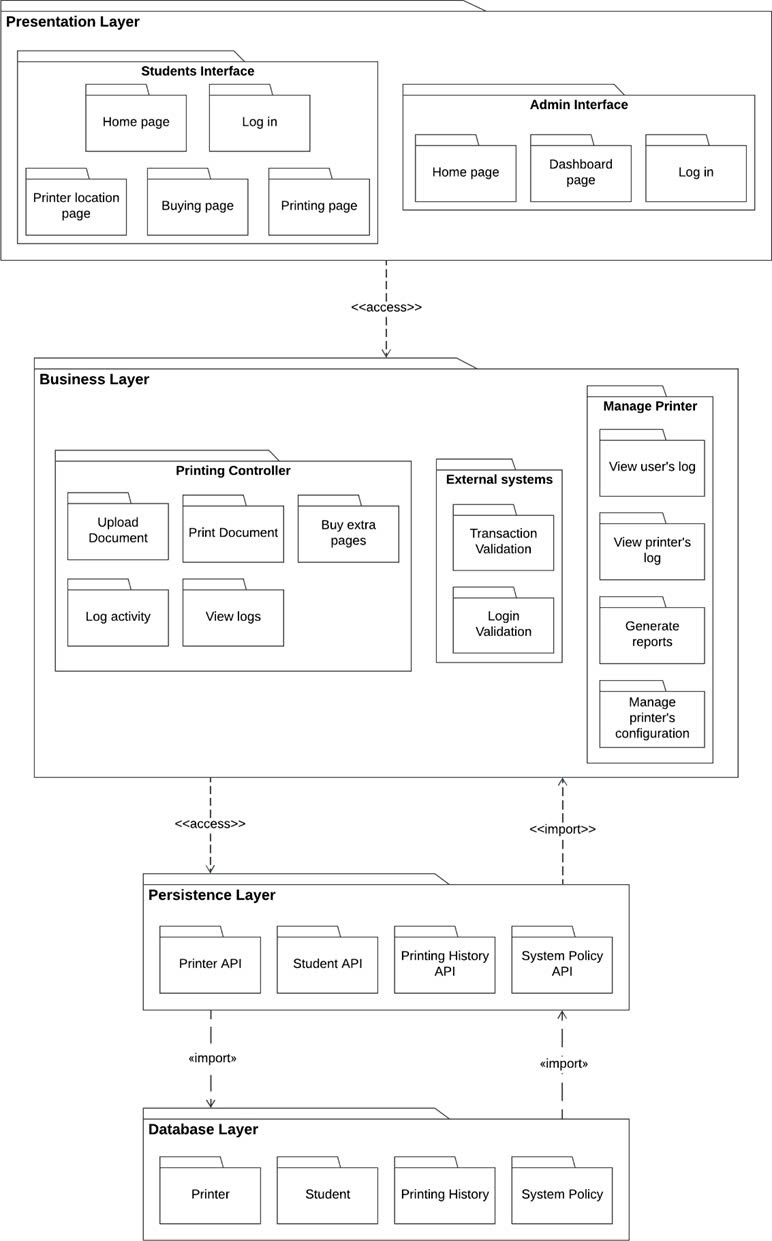 Presentation Layer
Students Interface
Home page
Log in
Printer location
page
Buying page
Printing page
Admin Interface
Home page
Dashboard
page
Log in
<<access>>
Business Layer
Printing Controller
Upload
Document
Print Document
Buy extra
pages
Log activity
View logs
External systems
Transaction
Validation
Login
Validation
Manage Printer
View user's log
View printer's
log
Generate
reports
Manage
printer's
configuration
<<access>>
<<import>>
Persistence Layer
Printer API
Student API
Printing History
API
System Policy
API
«import»
«import»
Database Layer
Printer
Student
Printing History
System Policy